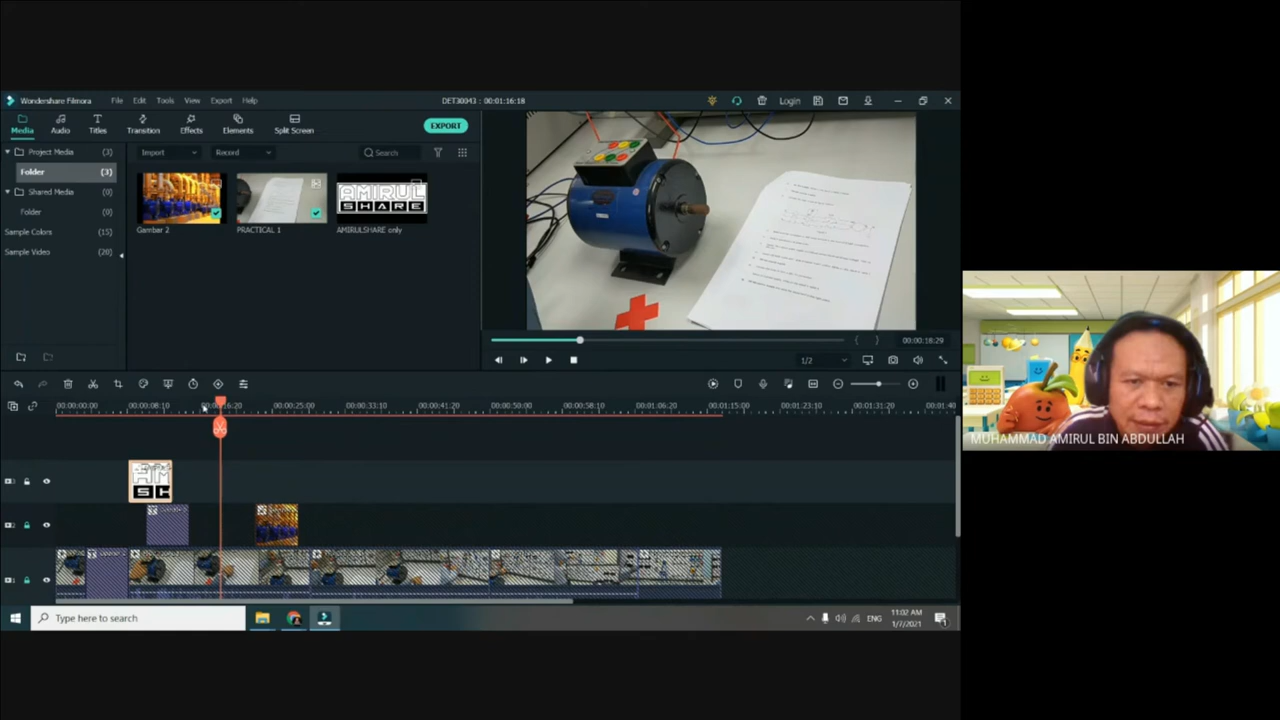 Wondershare Filmora File Edit Tools View Export Help DET30043 : 00:01:16:18 Login
Media Audio Titles Transition Effects Elements Split Screen EXPORT
Project Media (3) Import Record Search
Folder (3)
Shared Media (0)
Folder (0)
Sample Colors (15)
Sample Video (20)
AMIRUL
SHARE
Gambar 2 PRACTICAL 1 AMIRULSHARE only
00:00:18:29
1/2
00:00:00:00 00:00:08:10 00:00:16:20 00:00:25:00 00:00:33:10 00:00:41:20 00:00:50:00 00:00:58:10 00:01:06:20 00:01:15:00 00:01:23:10 00:01:31:20 00:01:40
MUHAMMAD AMIRUL BIN ABDULLAH
Type here to search ENG 11:02 AM
1/7/2021